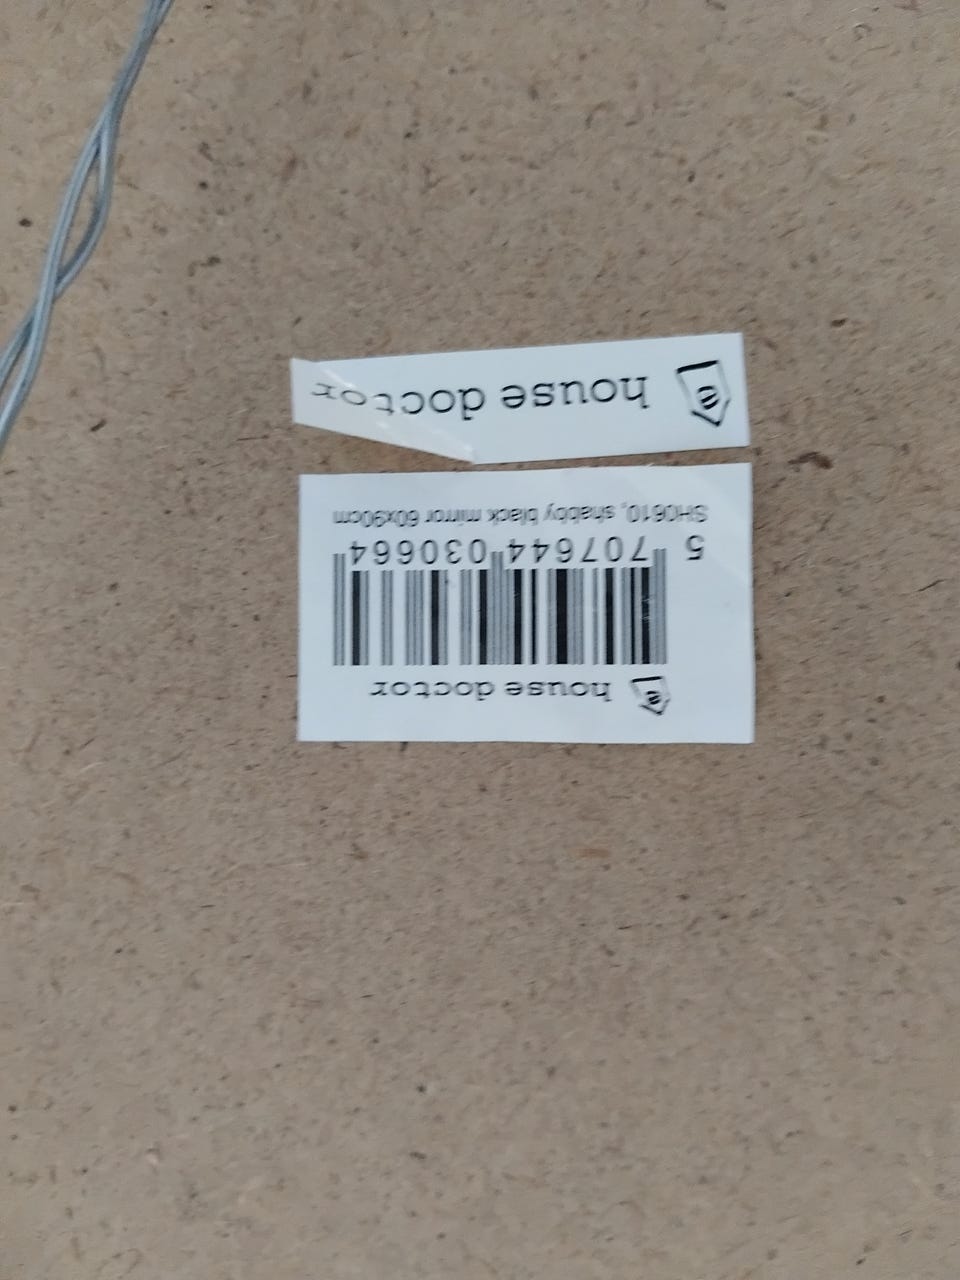 house doctor
5 707644 030664
SH0610, shabby black mirror 60x90cm
house doctor